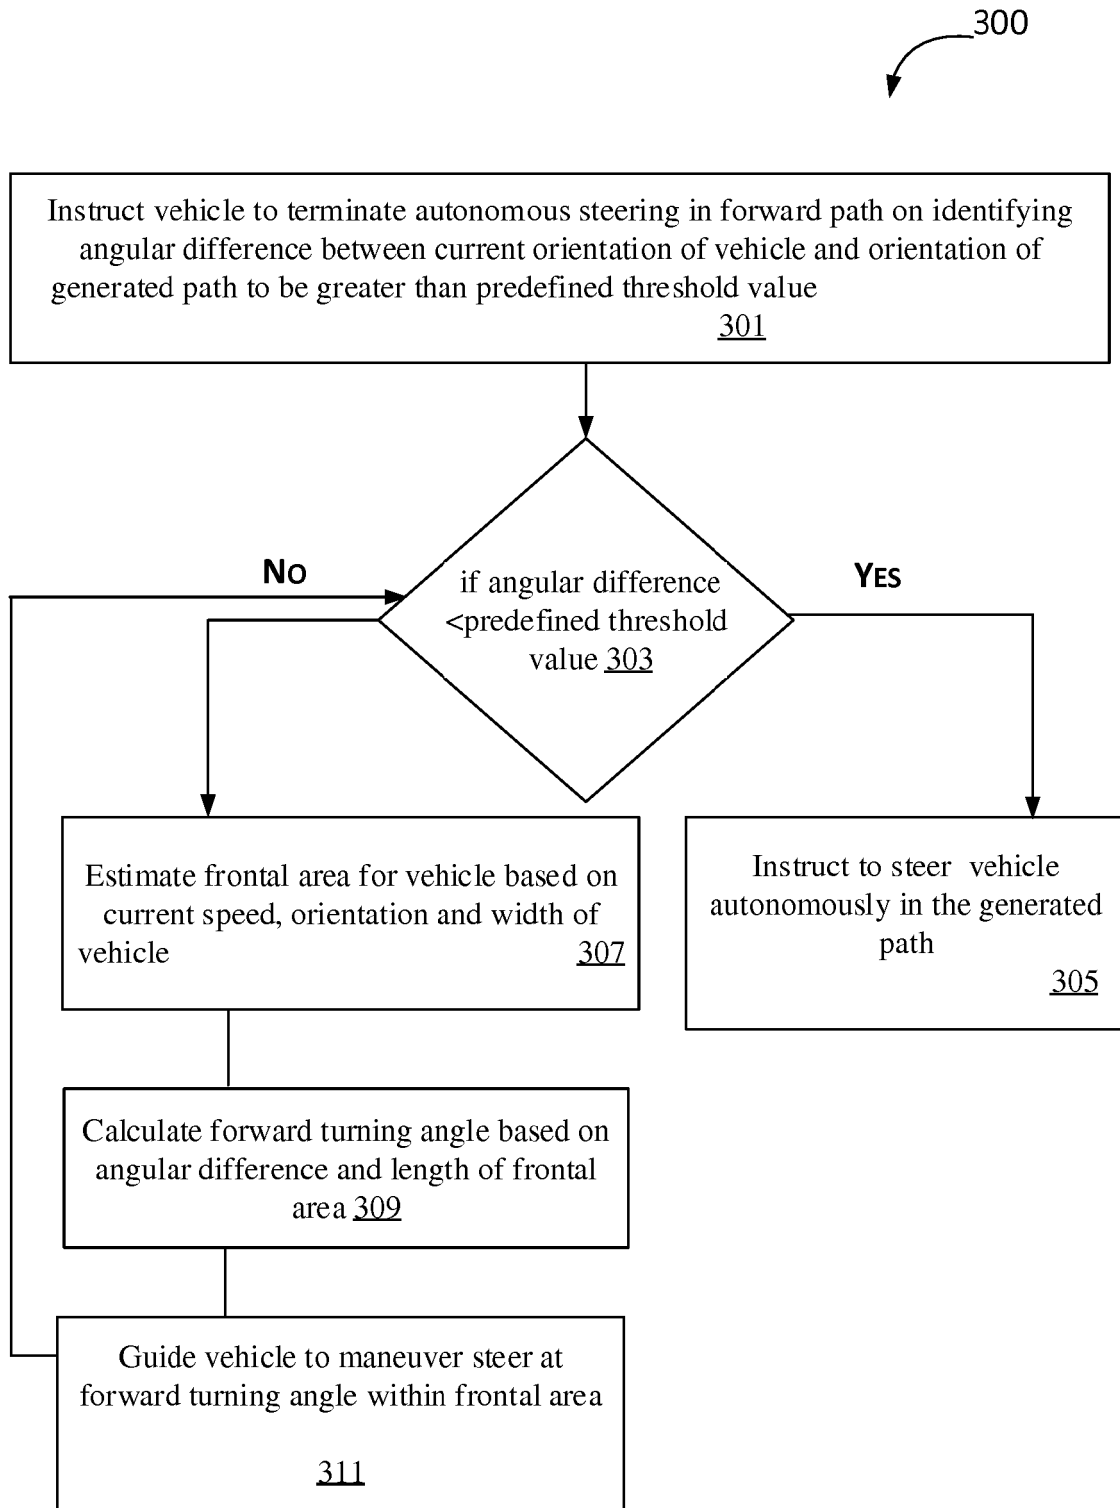 300
Instruct vehicle to terminate autonomous steering in forward path on identifying
angular difference between current orientation of vehicle and orientation of
generated path to be greater than predefined threshold value
301
NO
YES
if angular difference
<predefined threshold
value 303
Estimate frontal area for vehicle based on
current speed, orientation and width of
vehicle 307
Instruct to steer vehicle
autonomously in the generated
path
305
Calculate forward turning angle based on
angular difference and length of frontal
area 309
Guide vehicle to maneuver steer at
forward turning angle within frontal area
311